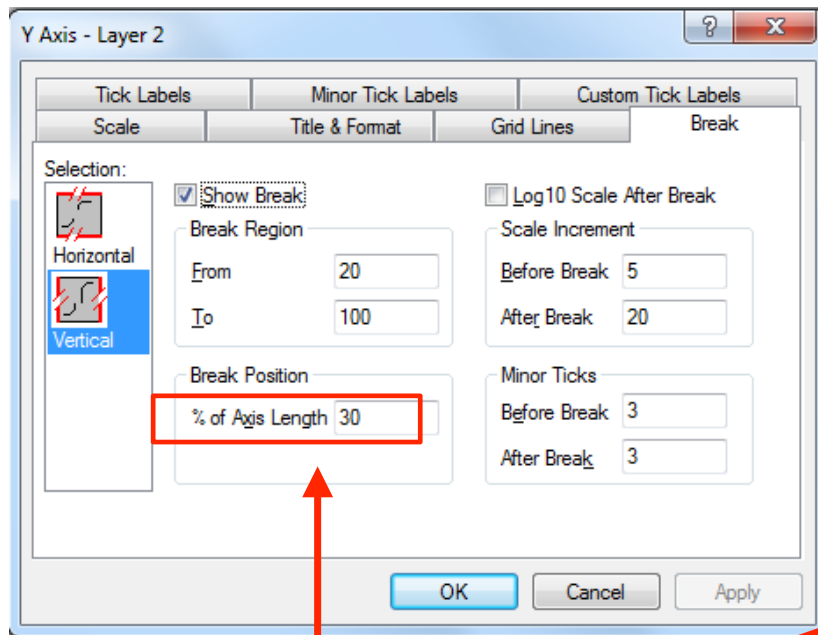 Y Axis - Layer 2
Tick Labels Minor Tick Labels Custom Tick Labels
Scale Title & Format Grid Lines Break
Selection:
Horizontal
Vertical
Show Break
Break Region
From 20
To 100
Break Position
% of Axis Length 30
Log10 Scale After Break
Scale Increment
Before Break 5
After Break 20
Minor Ticks
Before Break 3
After Break 3
OK Cancel Apply